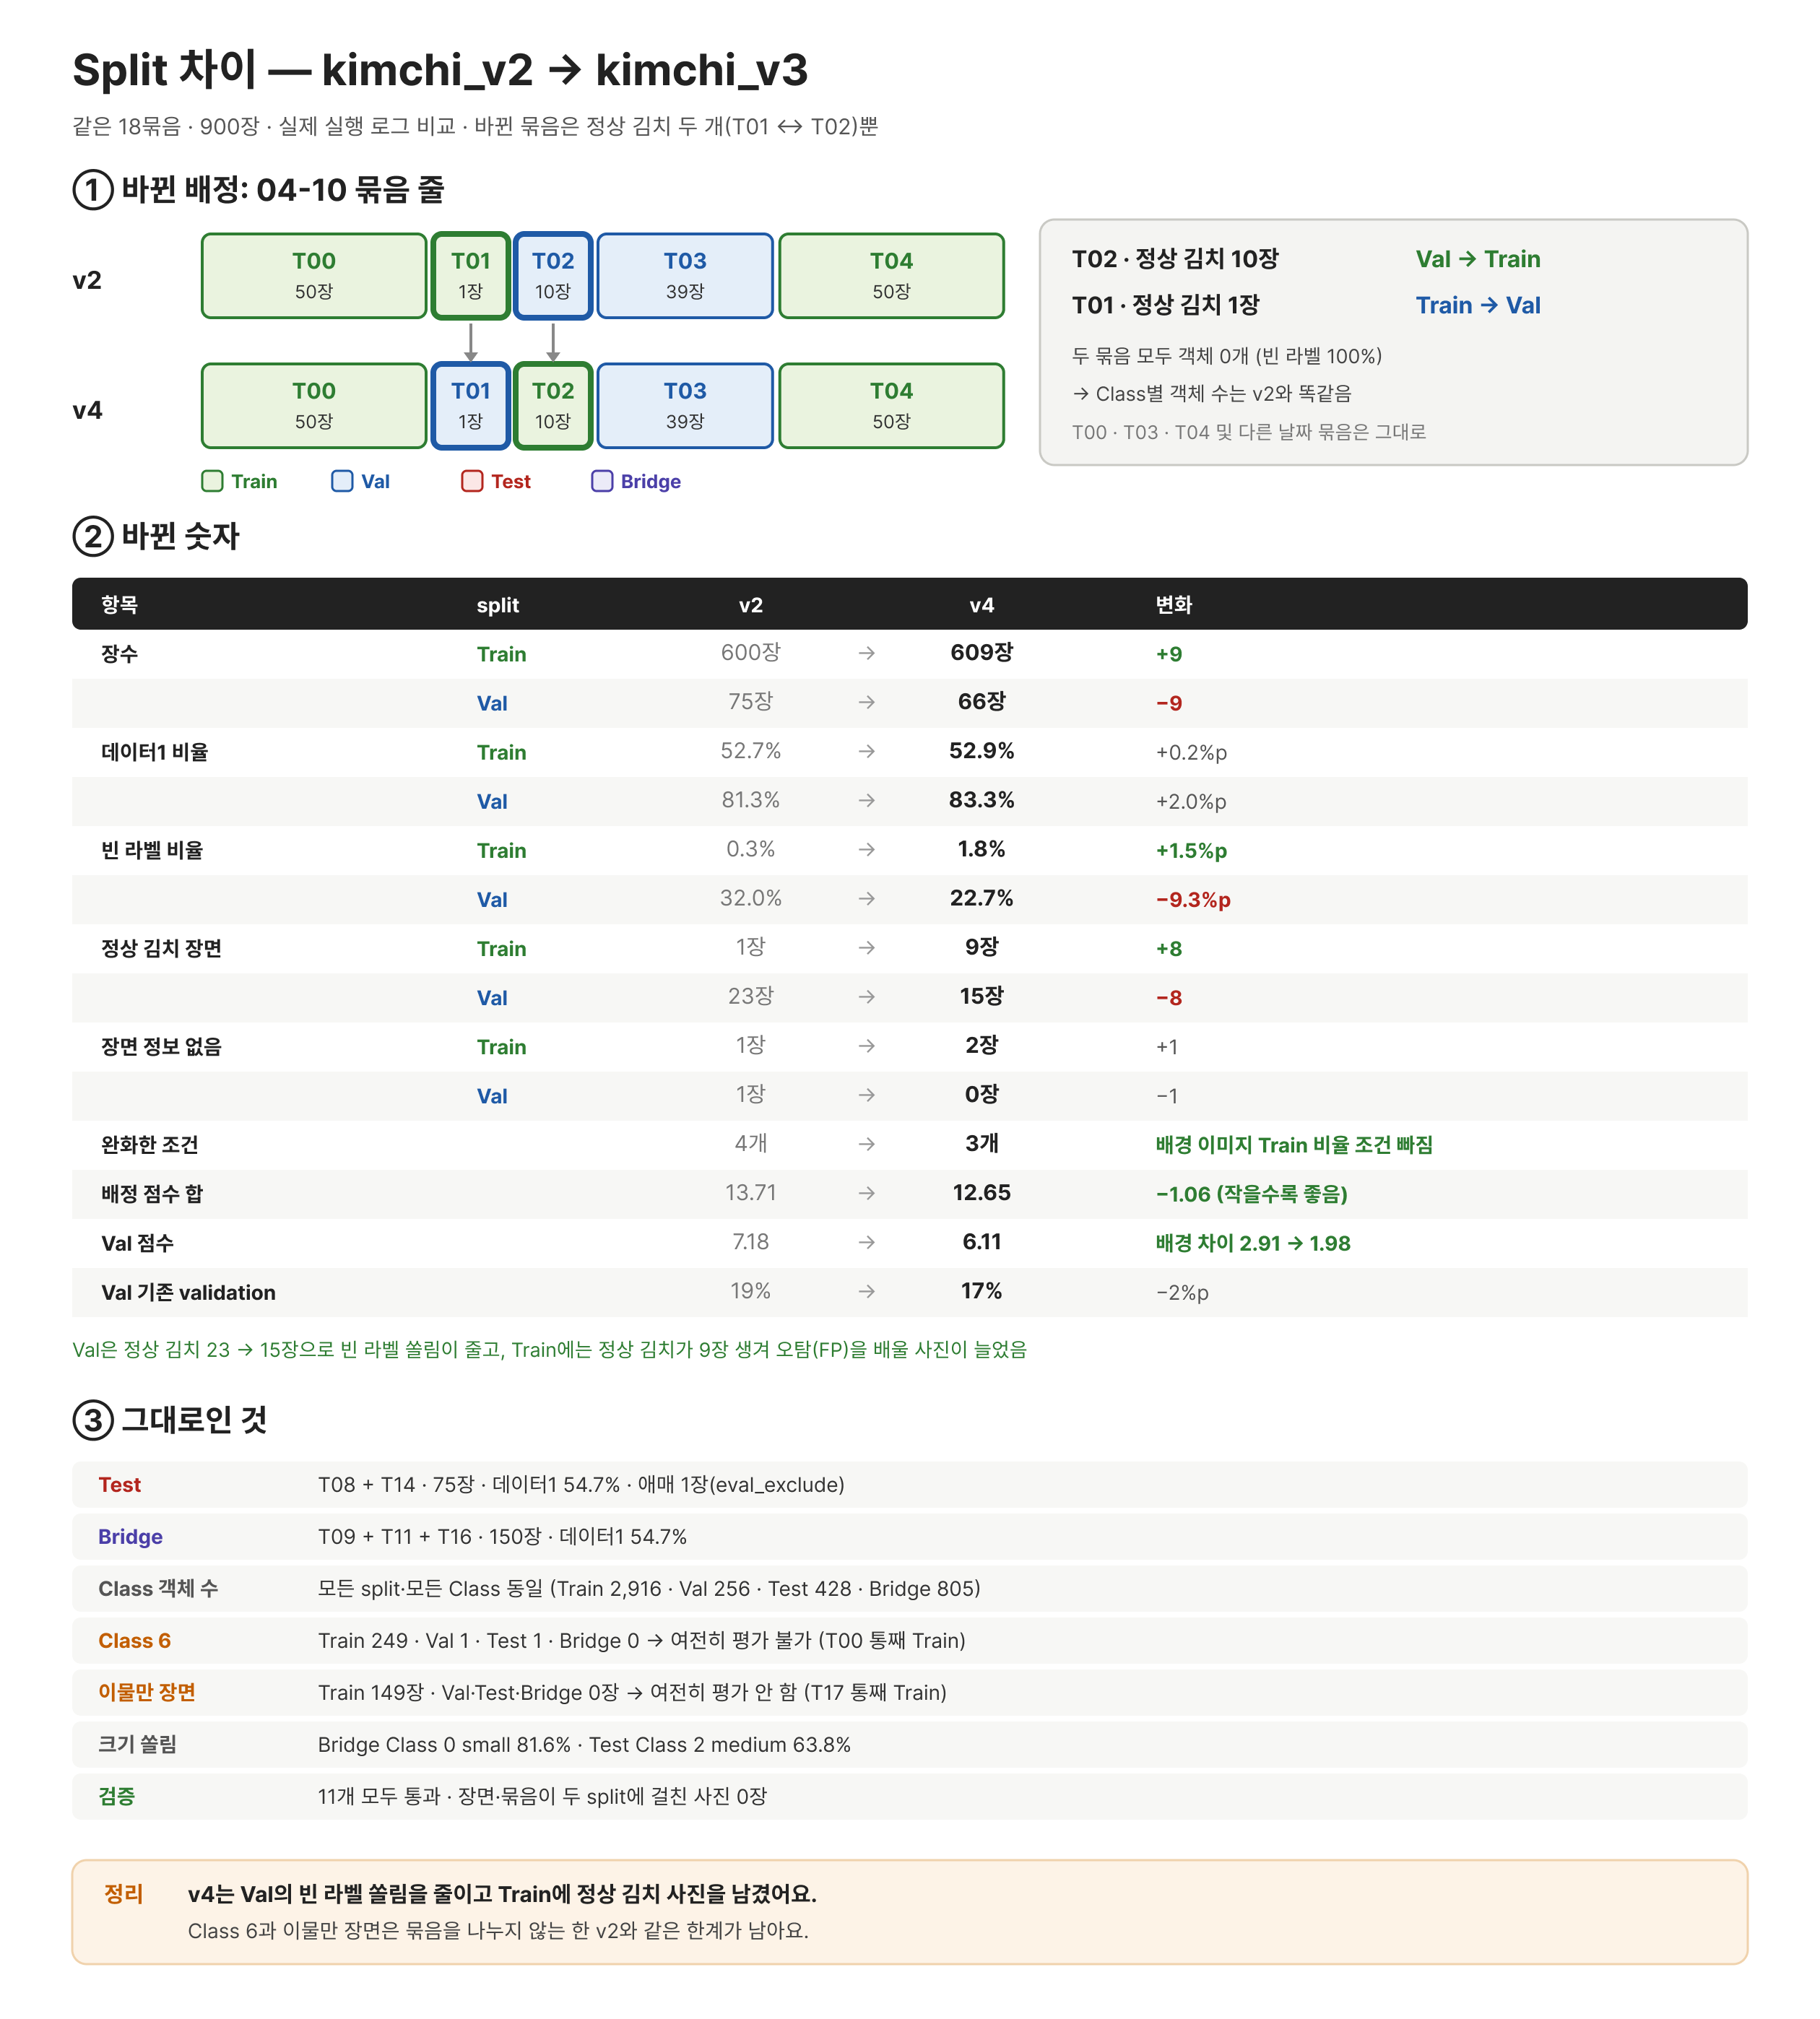 Split 차이 — kimchi_v2 → kimchi_v3
같은 18묶음 · 900장 · 실제 실행 로그 비교 · 바뀐 묶음은 정상 김치 두 개(T01 ↔ T02)뿐
① 바뀐 배정: 04-10 묶음 줄
v2
T00 T01 T02 T03 T04
50장 1장 10장 39장 50장
v4
T00 T01 T02 T03 T04
50장 1장 10장 39장 50장
Train Val Test Bridge
T02 · 정상 김치 10장 Val → Train
T01 · 정상 김치 1장 Train → Val
두 묶음 모두 객체 0개 (빈 라벨 100%)
→ Class별 객체 수는 v2와 똑같음
T00 · T03 · T04 및 다른 날짜 묶음은 그대로
② 바뀐 숫자
항목 split v2 v4 변화
장수 Train 600장 → 609장 +9
Val 75장 → 66장 −9
데이터1 비율 Train 52.7% → 52.9% +0.2%p
Val 81.3% → 83.3% +2.0%p
빈 라벨 비율 Train 0.3% → 1.8% +1.5%p
Val 32.0% → 22.7% −9.3%p
정상 김치 장면 Train 1장 → 9장 +8
Val 23장 → 15장 −8
장면 정보 없음 Train 1장 → 2장 +1
Val 1장 → 0장 −1
완화한 조건 4개 → 3개 배경 이미지 Train 비율 조건 빠짐
배정 점수 합 13.71 → 12.65 −1.06 (작을수록 좋음)
Val 점수 7.18 → 6.11 배경 차이 2.91 → 1.98
Val 기존 validation 19% → 17% −2%p
Val은 정상 김치 23 → 15장으로 빈 라벨 쏠림이 줄고, Train에는 정상 김치가 9장 생겨 오탐(FP)을 배울 사진이 늘었음
③ 그대로인 것
Test T08 + T14 · 75장 · 데이터1 54.7% · 애매 1장(eval_exclude)
Bridge T09 + T11 + T16 · 150장 · 데이터1 54.7%
Class 객체 수 모든 split·모든 Class 동일 (Train 2,916 · Val 256 · Test 428 · Bridge 805)
Class 6 Train 249 · Val 1 · Test 1 · Bridge 0 → 여전히 평가 불가 (T00 통째 Train)
이물만 장면 Train 149장 · Val·Test·Bridge 0장 → 여전히 평가 안 함 (T17 통째 Train)
크기 쏠림 Bridge Class 0 small 81.6% · Test Class 2 medium 63.8%
검증 11개 모두 통과 · 장면·묶음이 두 split에 걸친 사진 0장
정리 v4는 Val의 빈 라벨 쏠림을 줄이고 Train에 정상 김치 사진을 남겼어요.
Class 6과 이물만 장면은 묶음을 나누지 않는 한 v2와 같은 한계가 남아요.